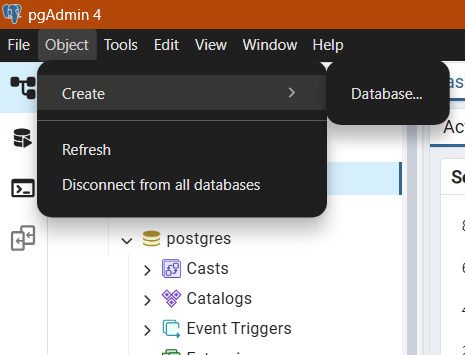 pgAdmin 4
File Object Tools Edit View Window Help
Create
Database...
Refresh
Disconnect from all databases
postgres
Casts
Catalogs
Event Triggers